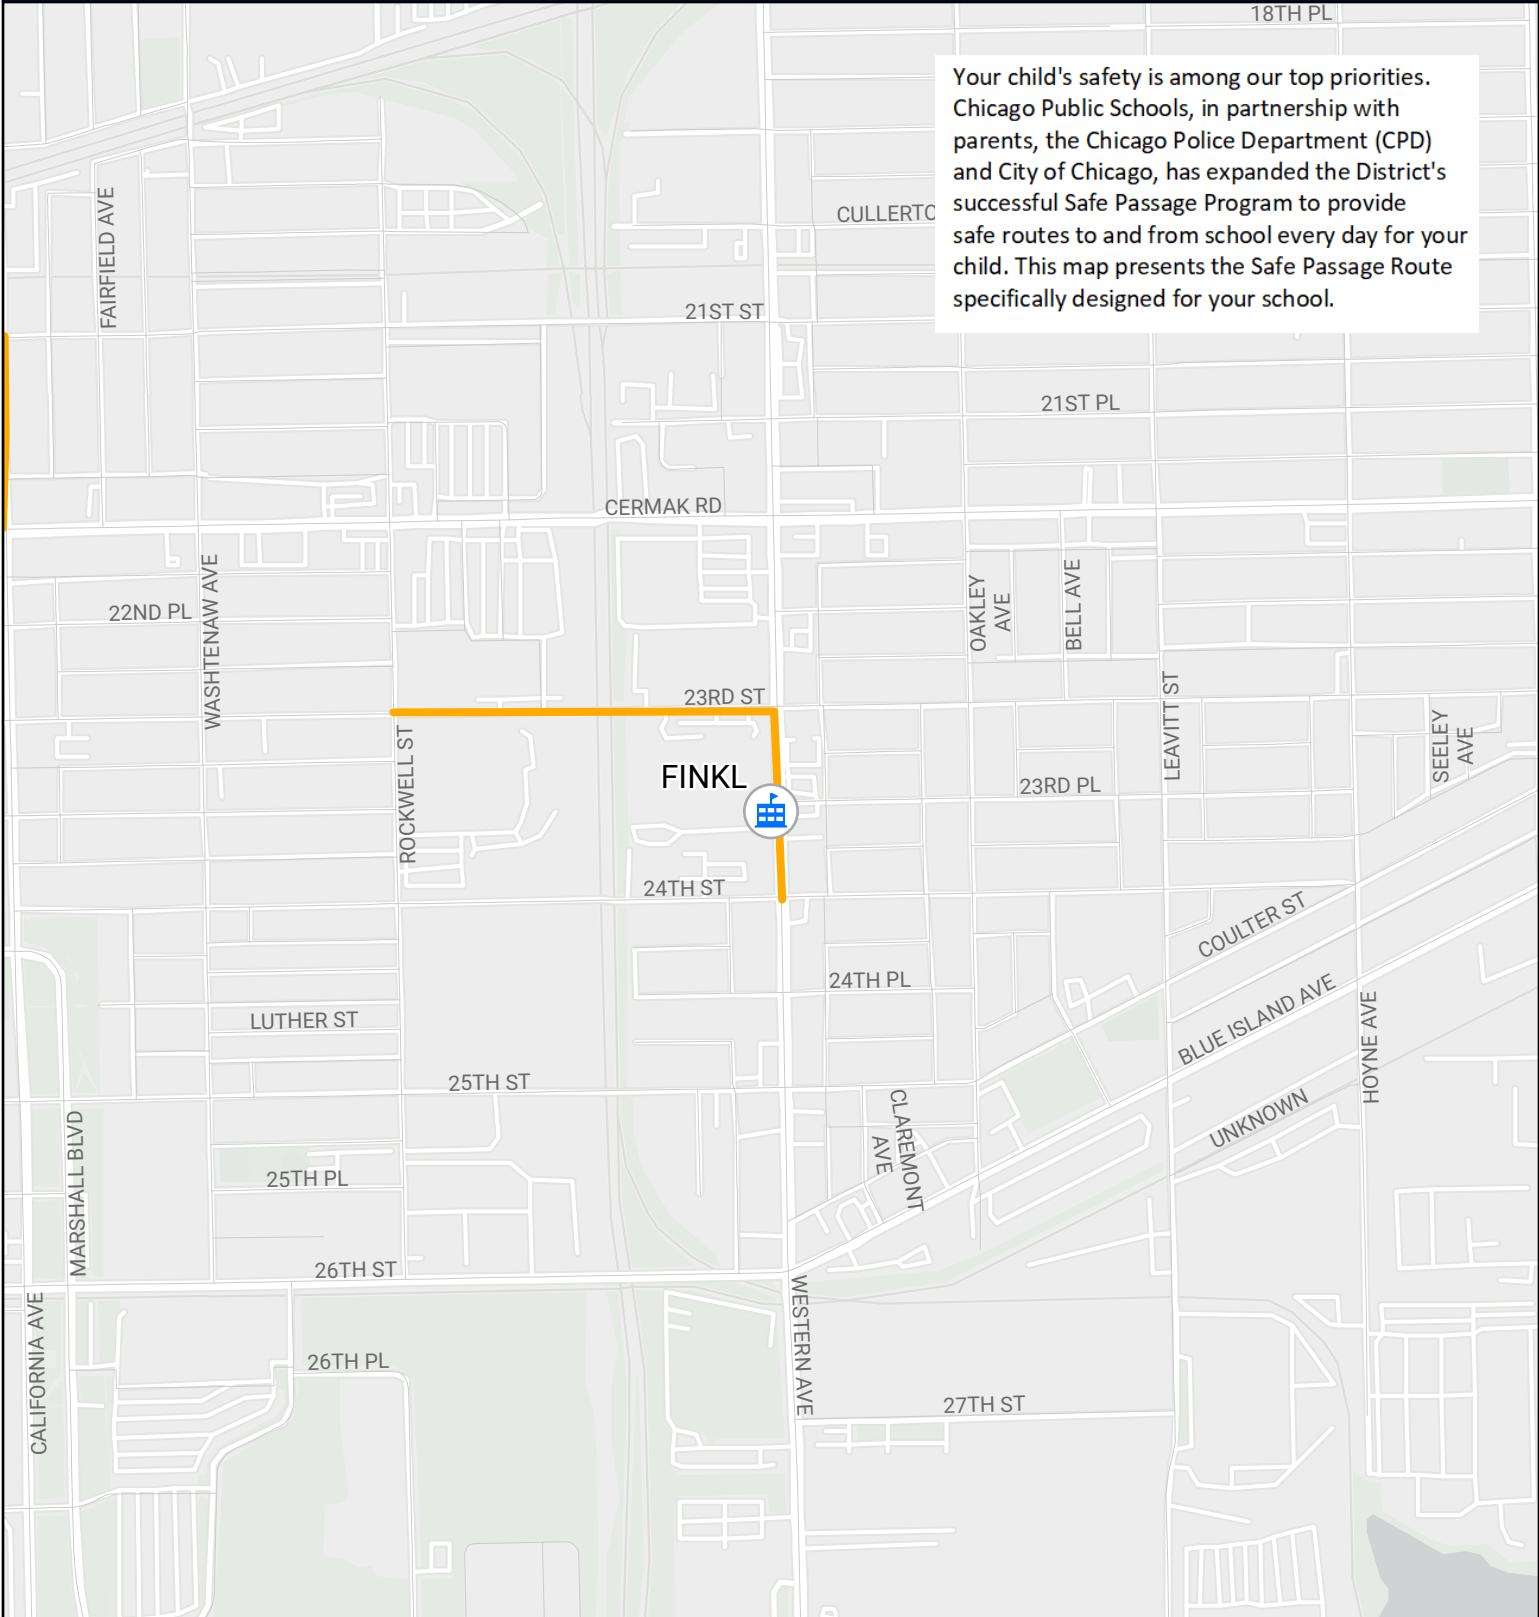 18TH PL
Your child's safety is among our top priorities.
Chicago Public Schools, in partnership with
parents, the Chicago Police Department (CPD)
and City of Chicago, has expanded the District's
successful Safe Passage Program to provide
safe routes to and from school every day for your
child. This map presents the Safe Passage Route
specifically designed for your school.
FAIRFIELD AVE
CULLERTO
21ST ST
21ST PL
CERMAK RD
WASHTENAW AVE
22ND PL
OAKLEY
AVE
BELL AVE
23RD ST
LEAVITT ST
SEELEY
AVE
ROCKWELL ST
FINKL
23RD PL
24TH ST
COULTER ST
24TH PL
BLUE ISLAND AVE
HOYNE AVE
LUTHER ST
25TH ST
CLAREMONT
AVE
UNKNOWN
MARSHALL BLVD
25TH PL
26TH ST
WESTERN AVE
CALIFORNIA AVE
26TH PL
27TH ST